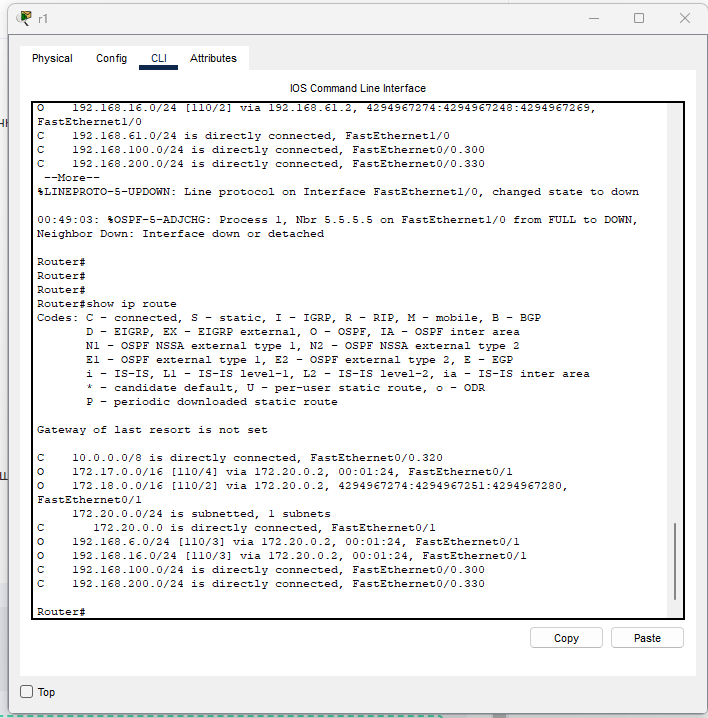 r1
Physical Config CLI Attributes
IOS Command Line Interface
O    192.168.16.0/24 [110/2] via 192.168.61.2, 4294967274:4294967248:4294967269,
FastEthernet1/0
C    192.168.61.0/24 is directly connected, FastEthernet1/0
C    192.168.100.0/24 is directly connected, FastEthernet0/0.300
C    192.168.200.0/24 is directly connected, FastEthernet0/0.330
 --More--
%LINEPROTO-5-UPDOWN: Line protocol on Interface FastEthernet1/0, changed state to down
00:49:03: %OSPF-5-ADJCHG: Process 1, Nbr 5.5.5.5 on FastEthernet1/0 from FULL to DOWN,
Neighbor Down: Interface down or detached
Router#
Router#
Router#
Router#show ip route
Codes: C - connected, S - static, I - IGRP, R - RIP, M - mobile, B - BGP
       D - EIGRP, EX - EIGRP external, O - OSPF, IA - OSPF inter area
       N1 - OSPF NSSA external type 1, N2 - OSPF NSSA external type 2
       E1 - OSPF external type 1, E2 - OSPF external type 2, E - EGP
       i - IS-IS, L1 - IS-IS level-1, L2 - IS-IS level-2, ia - IS-IS inter area
       * - candidate default, U - per-user static route, o - ODR
       P - periodic downloaded static route
Gateway of last resort is not set
C    10.0.0.0/8 is directly connected, FastEthernet0/0.320
O    172.17.0.0/16 [110/4] via 172.20.0.2, 00:01:24, FastEthernet0/1
O    172.18.0.0/16 [110/2] via 172.20.0.2, 4294967274:4294967251:4294967280,
FastEthernet0/1
     172.20.0.0/24 is subnetted, 1 subnets
C       172.20.0.0 is directly connected, FastEthernet0/1
O    192.168.6.0/24 [110/3] via 172.20.0.2, 00:01:24, FastEthernet0/1
O    192.168.16.0/24 [110/3] via 172.20.0.2, 00:01:24, FastEthernet0/1
C    192.168.100.0/24 is directly connected, FastEthernet0/0.300
C    192.168.200.0/24 is directly connected, FastEthernet0/0.330
Router#
Copy Paste
Top